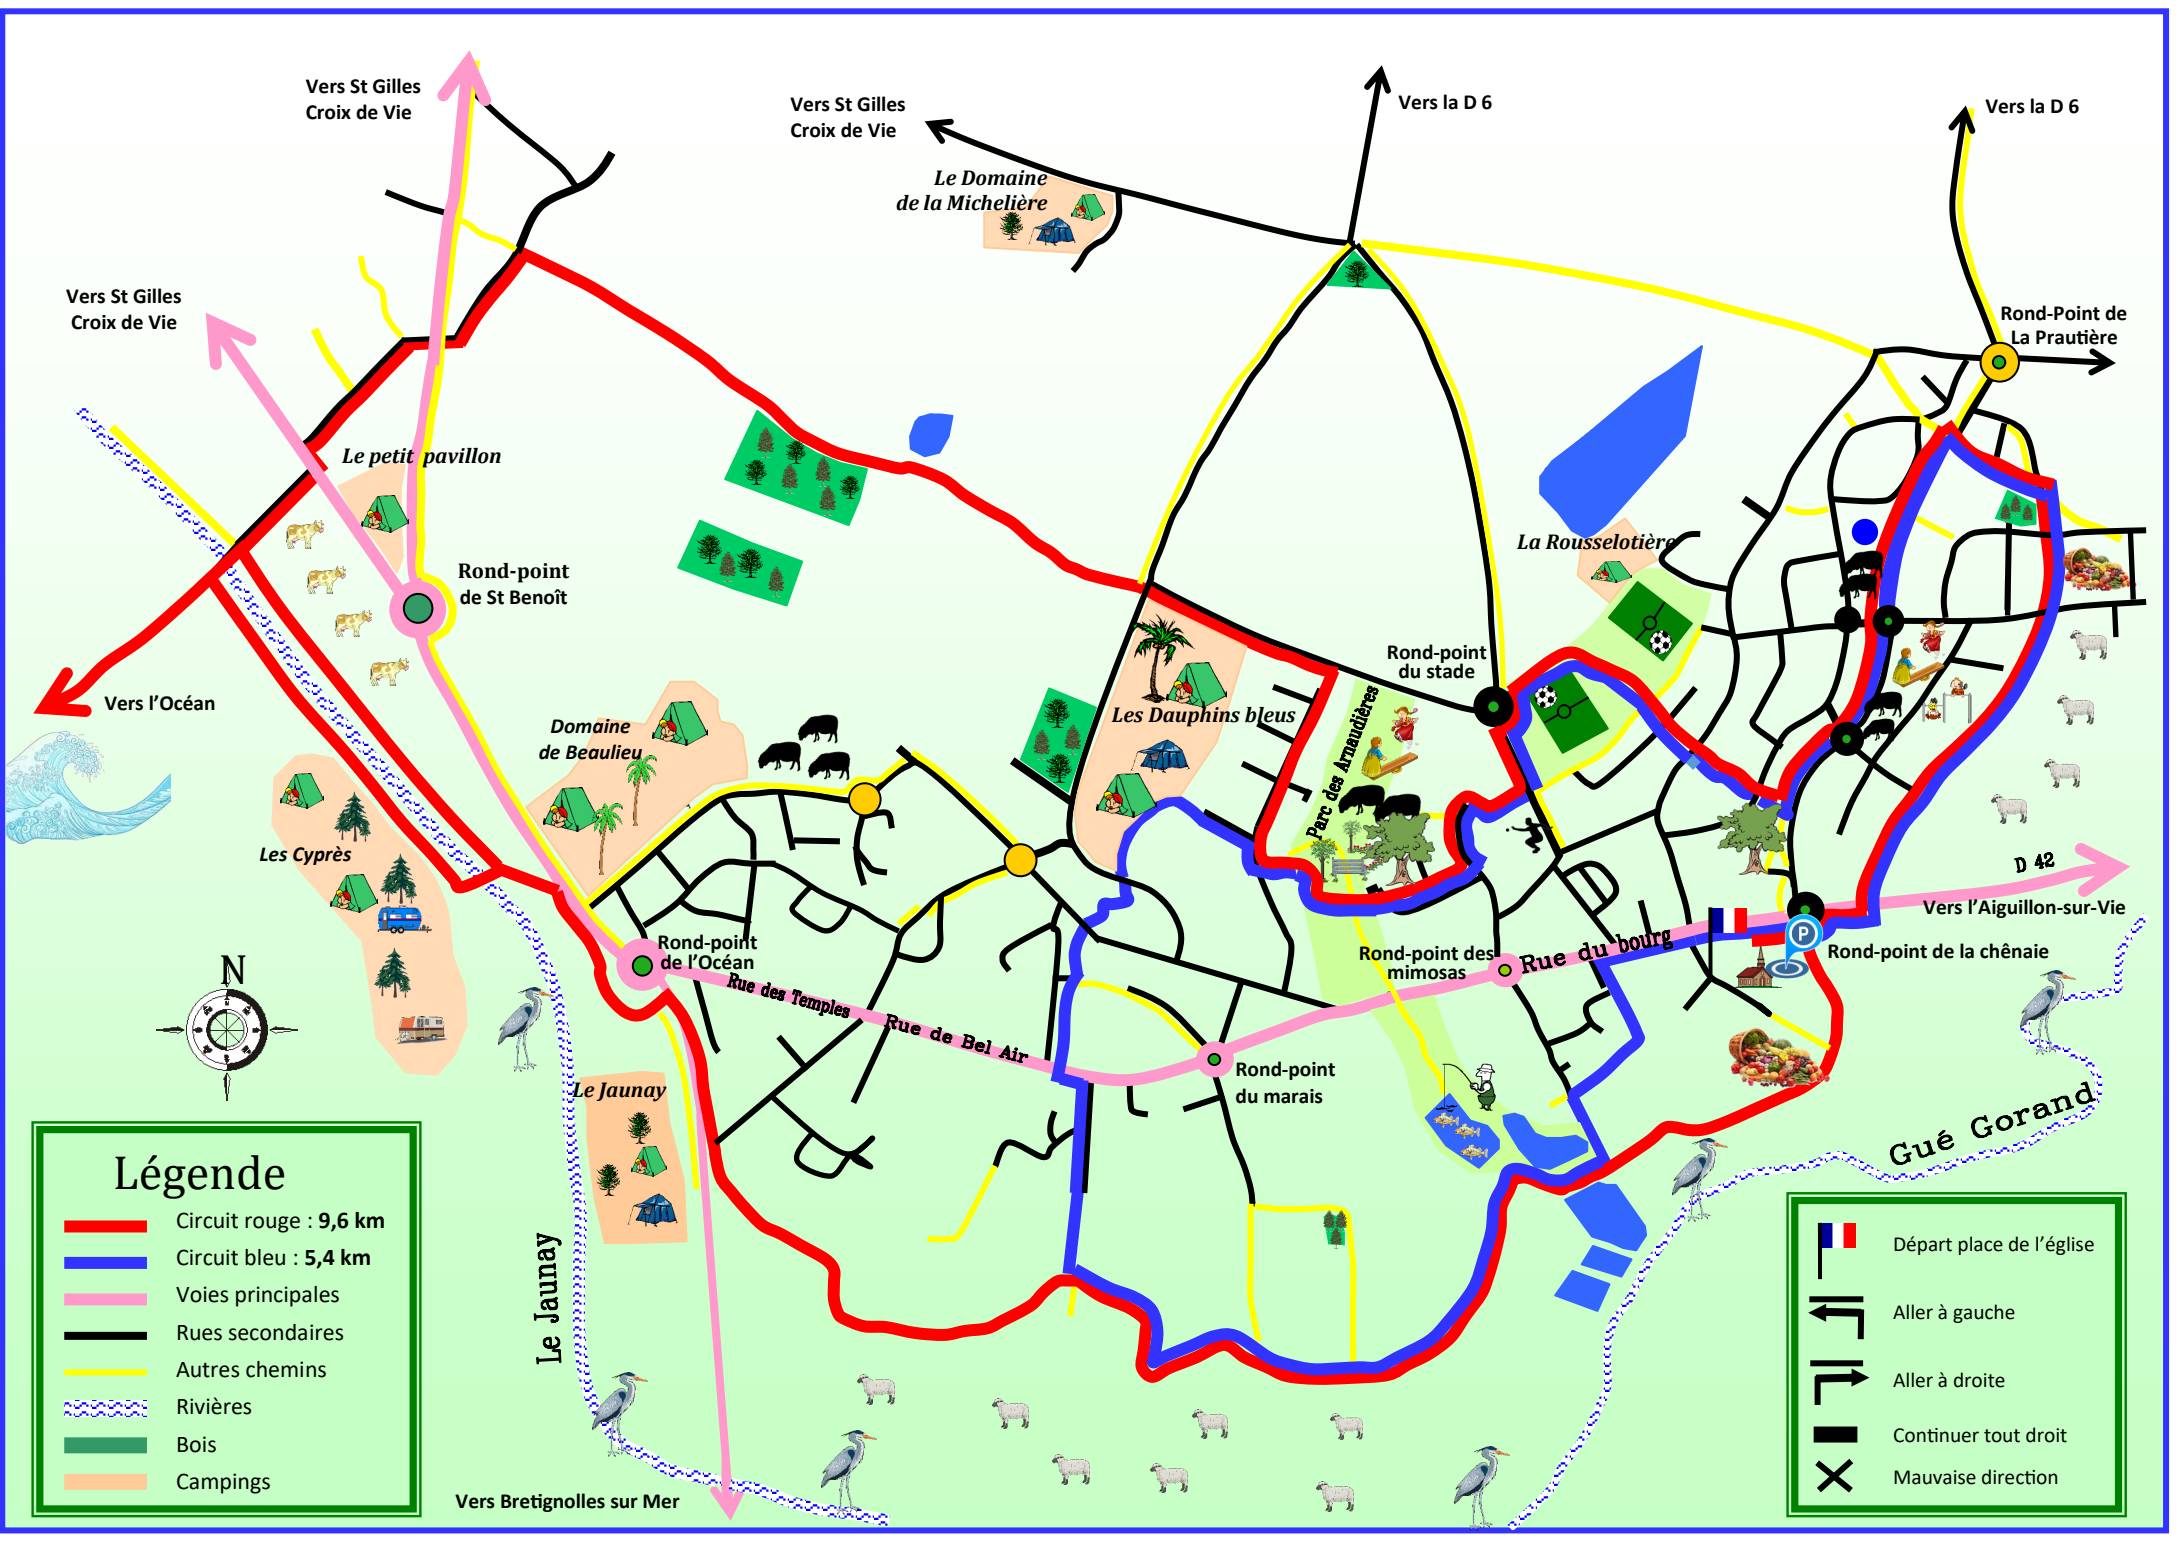 Vers St Gilles
Croix de Vie
Vers St Gilles
Croix de Vie
Vers la D 6
Vers la D 6
Le Domaine
de la Michelière
Vers St Gilles
Croix de Vie
Rond-Point de
La Prautière
Le petit pavillon
La Rousselotière
Rond-point
de St Benoît
Rond-point
du stade
Vers l'Océan
Domaine
de Beaulieu
Les Dauphins bleus
Parc des Arnaudières
Les Cyprès
D 42
Vers l'Aiguillon-sur-Vie
Rond-point
de l'Océan
Rond-point des
mimosas
Rue du bourg
P
Rond-point de la chênaie
N
Rue des Temples
Rue de Bel Air
Rond-point
du marais
Le Jaunay
Gué Gorand
Le Jaunay
Vers Bretignolles sur Mer
Légende
Circuit rouge : 9,6 km
Circuit bleu : 5,4 km
Voies principales
Rues secondaires
Autres chemins
Rivières
Bois
Campings
Départ place de l'église
Aller à gauche
Aller à droite
Continuer tout droit
Mauvaise direction